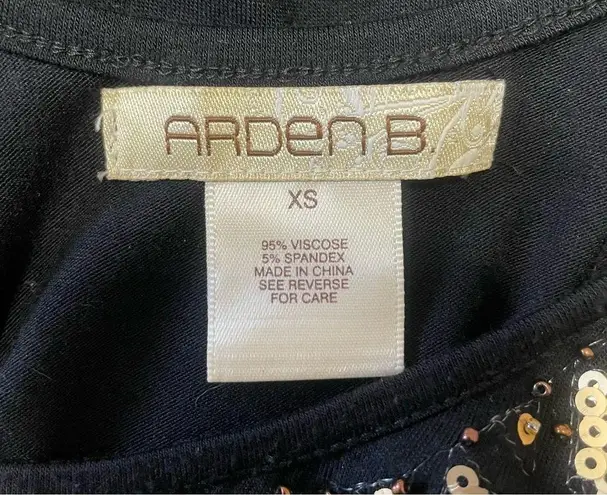 ARDEN B.
XS
95% VISCOSE
5% SPANDEX
MADE IN CHINA
SEE REVERSE
FOR CARE